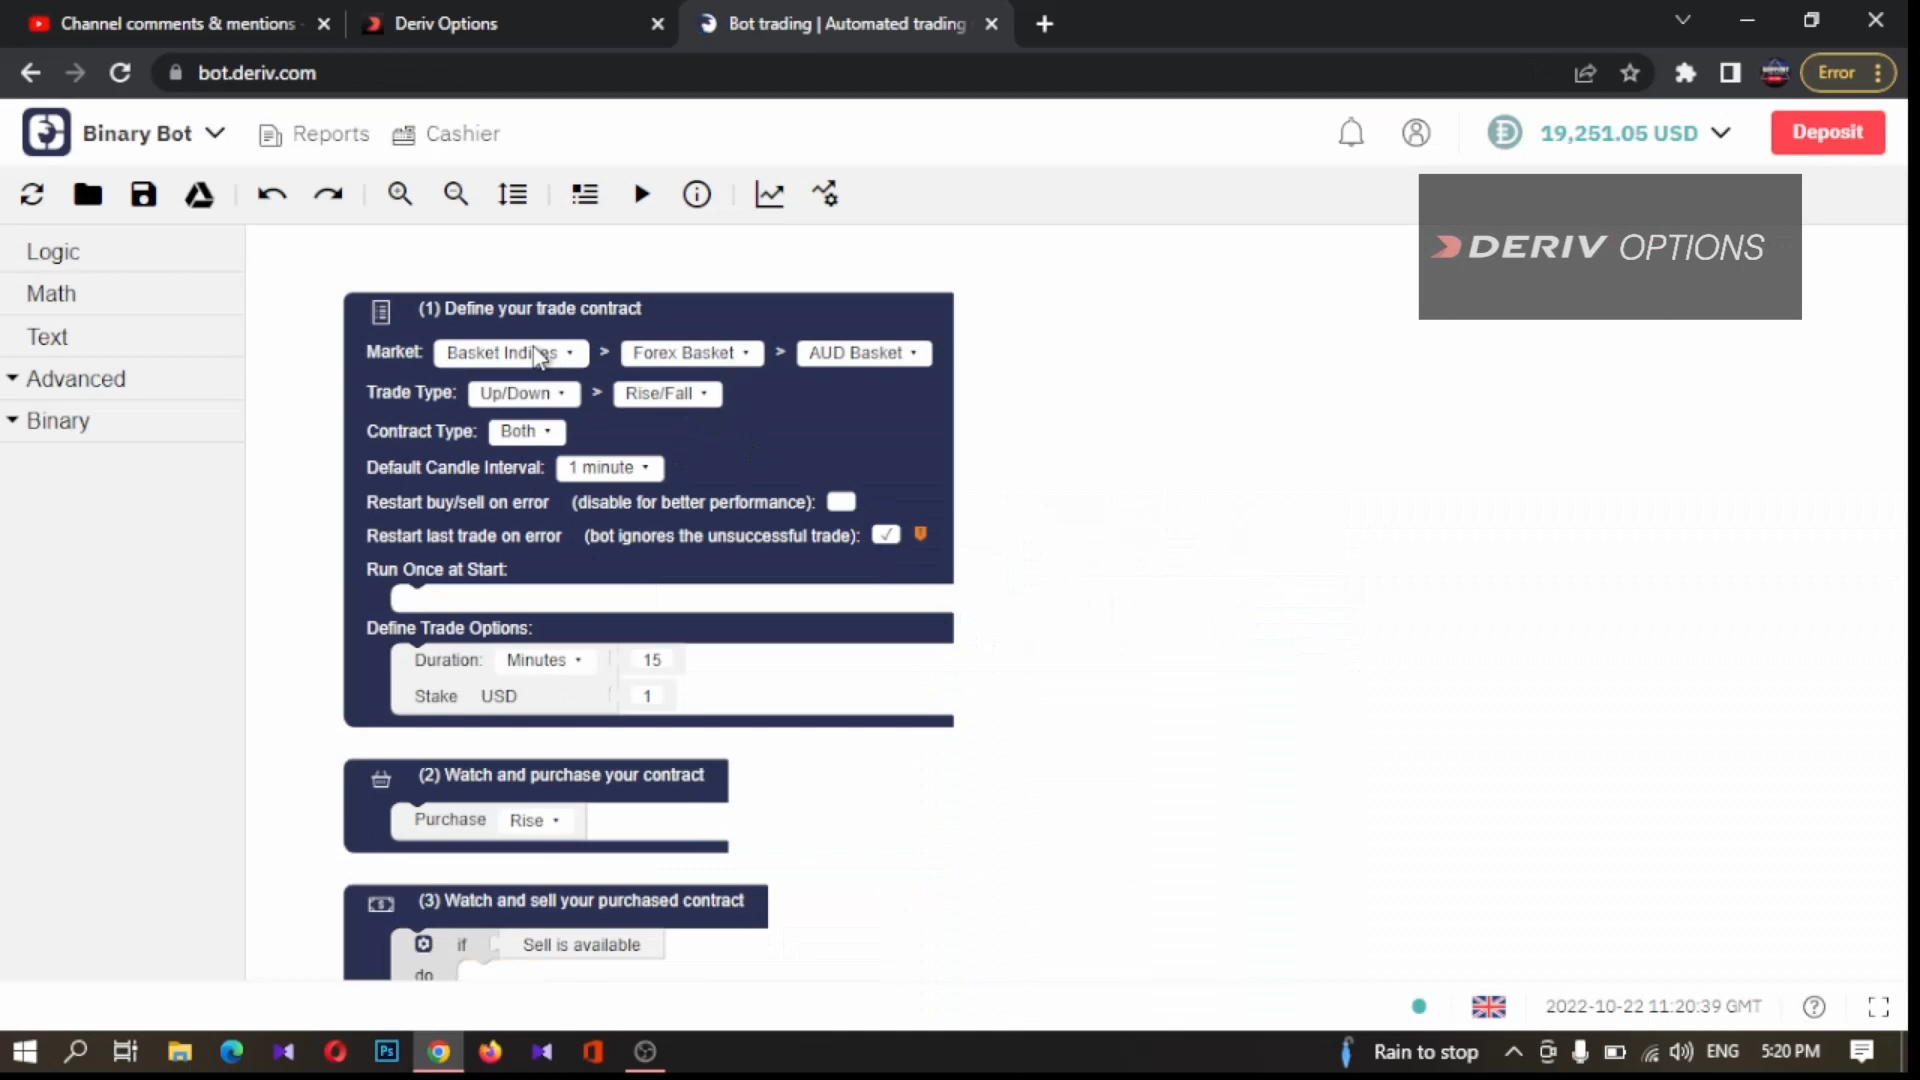 Channel comments & mentions
Deriv Options
Bot trading | Automated trading
bot.deriv.com
Error
Binary Bot
Reports
Cashier
19,251.05 USD
Deposit
DERIV OPTIONS
Logic
Math
Text
Advanced
Binary
(1) Define your trade contract
Market: Basket Indices > Forex Basket > AUD Basket
Trade Type: Up/Down > Rise/Fall
Contract Type: Both
Default Candle Interval: 1 minute
Restart buy/sell on error (disable for better performance):
Restart last trade on error (bot ignores the unsuccessful trade): ✓
Run Once at Start:
Define Trade Options:
Duration: Minutes 15
Stake USD 1
(2) Watch and purchase your contract
Purchase Rise
(3) Watch and sell your purchased contract
if Sell is available
do
2022-10-22 11:20:39 GMT
Rain to stop
ENG
5:20 PM